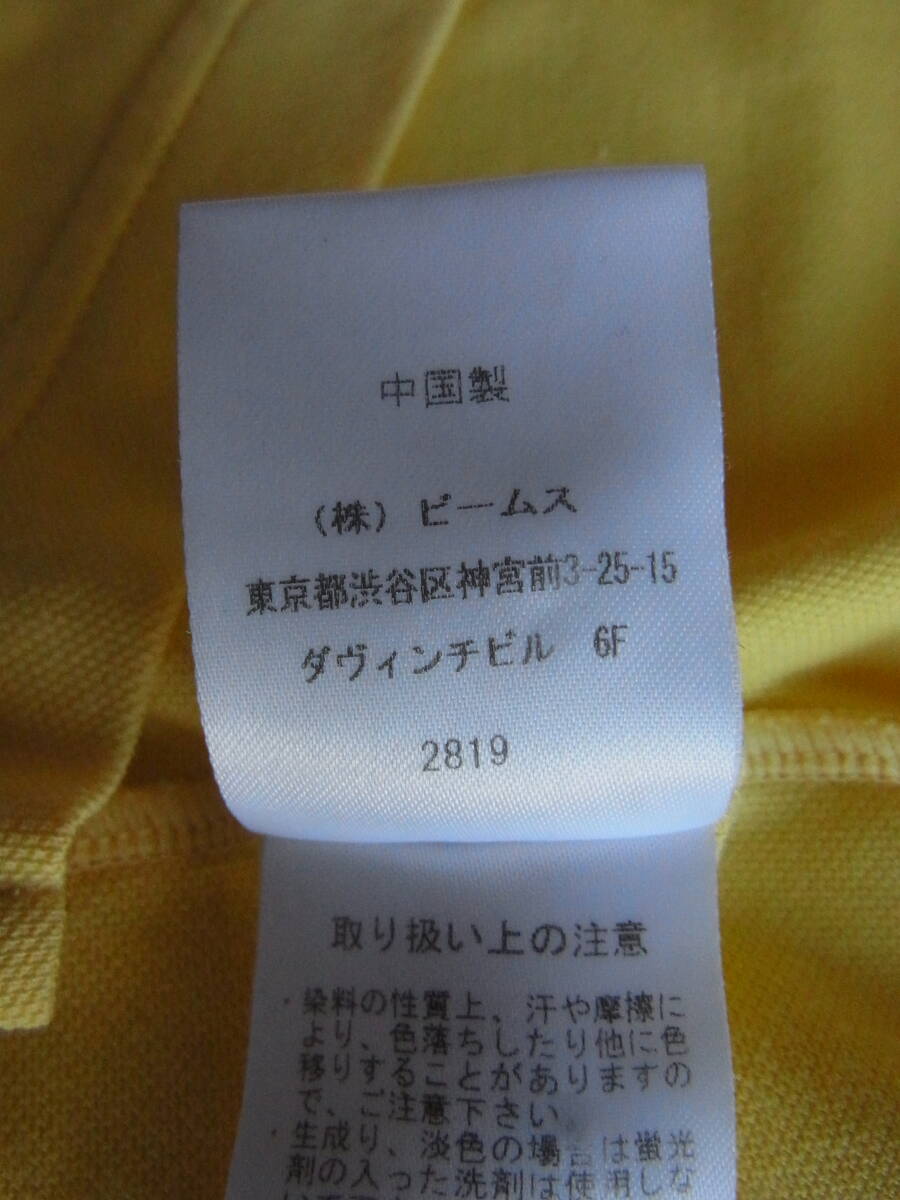 中国製
(株) ビームス
東京都渋谷区神宮前3-25-15
ダヴィンチビル 6F
2819
取り扱い上の注意
・染料の性質上、汗や摩擦に
より、色落ちしたり他に色
移りすることがありますの
で、ご注意下さい。
・生成り、淡色の場合は蛍光
剤の入った洗剤は使用しな